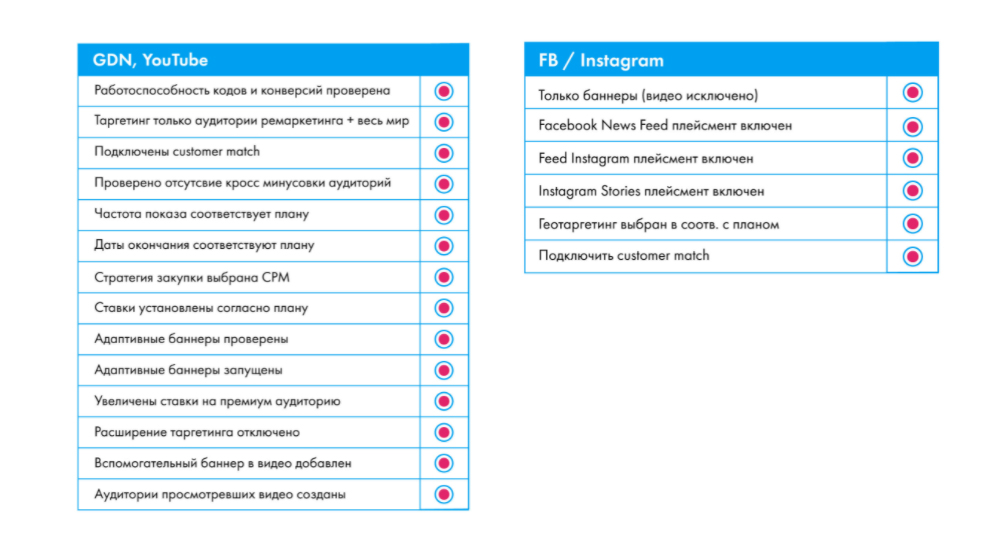 GDN, YouTube
Работоспособность кодов и конверсий проверена
Таргетинг только аудитории ремаркетинга + весь мир
Подключены customer match
Проверено отсутсвие кросс минусовки аудиторий
Частота показа соответствует плану
Даты окончания соответствуют плану
Стратегия закупки выбрана CPM
Ставки установлены согласно плану
Адаптивные баннеры проверены
Адаптивные баннеры запущены
Увеличены ставки на премиум аудиторию
Расширение таргетинга отключено
Вспомогательный баннер в видео добавлен
Аудитории просмотревших видео созданы
FB / Instagram
Только баннеры (видео исключено)
Facebook News Feed плейсмент включен
Feed Instagram плейсмент включен
Instagram Stories плейсмент включен
Геотаргетинг выбран в соотв. с планом
Подключить customer match